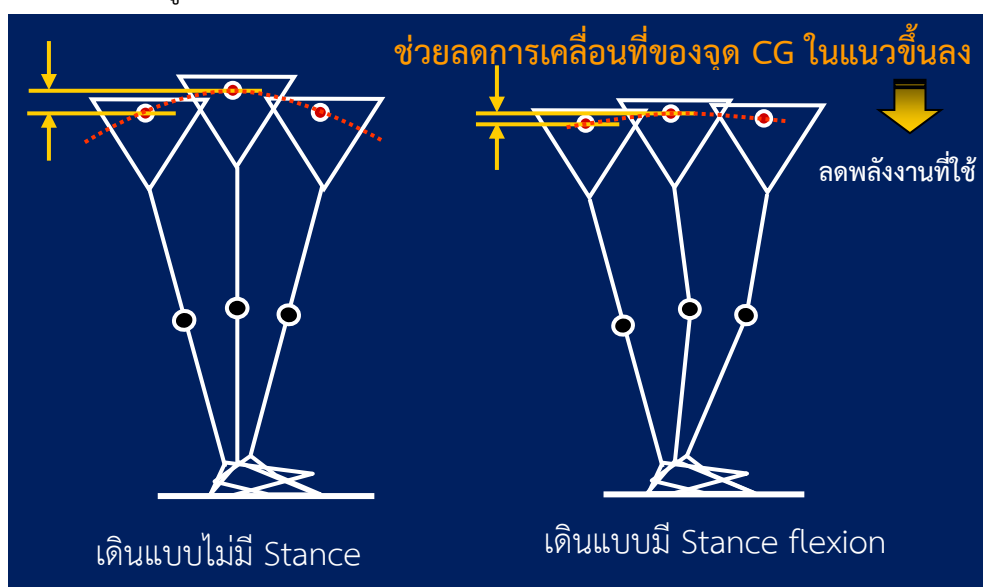 ช่วยลดการเคลื่อนที่ของจุด CG ในแนวขึ้นลง
ลดพลังงานที่ใช้
เดินแบบไม่มี Stance
เดินแบบมี Stance flexion